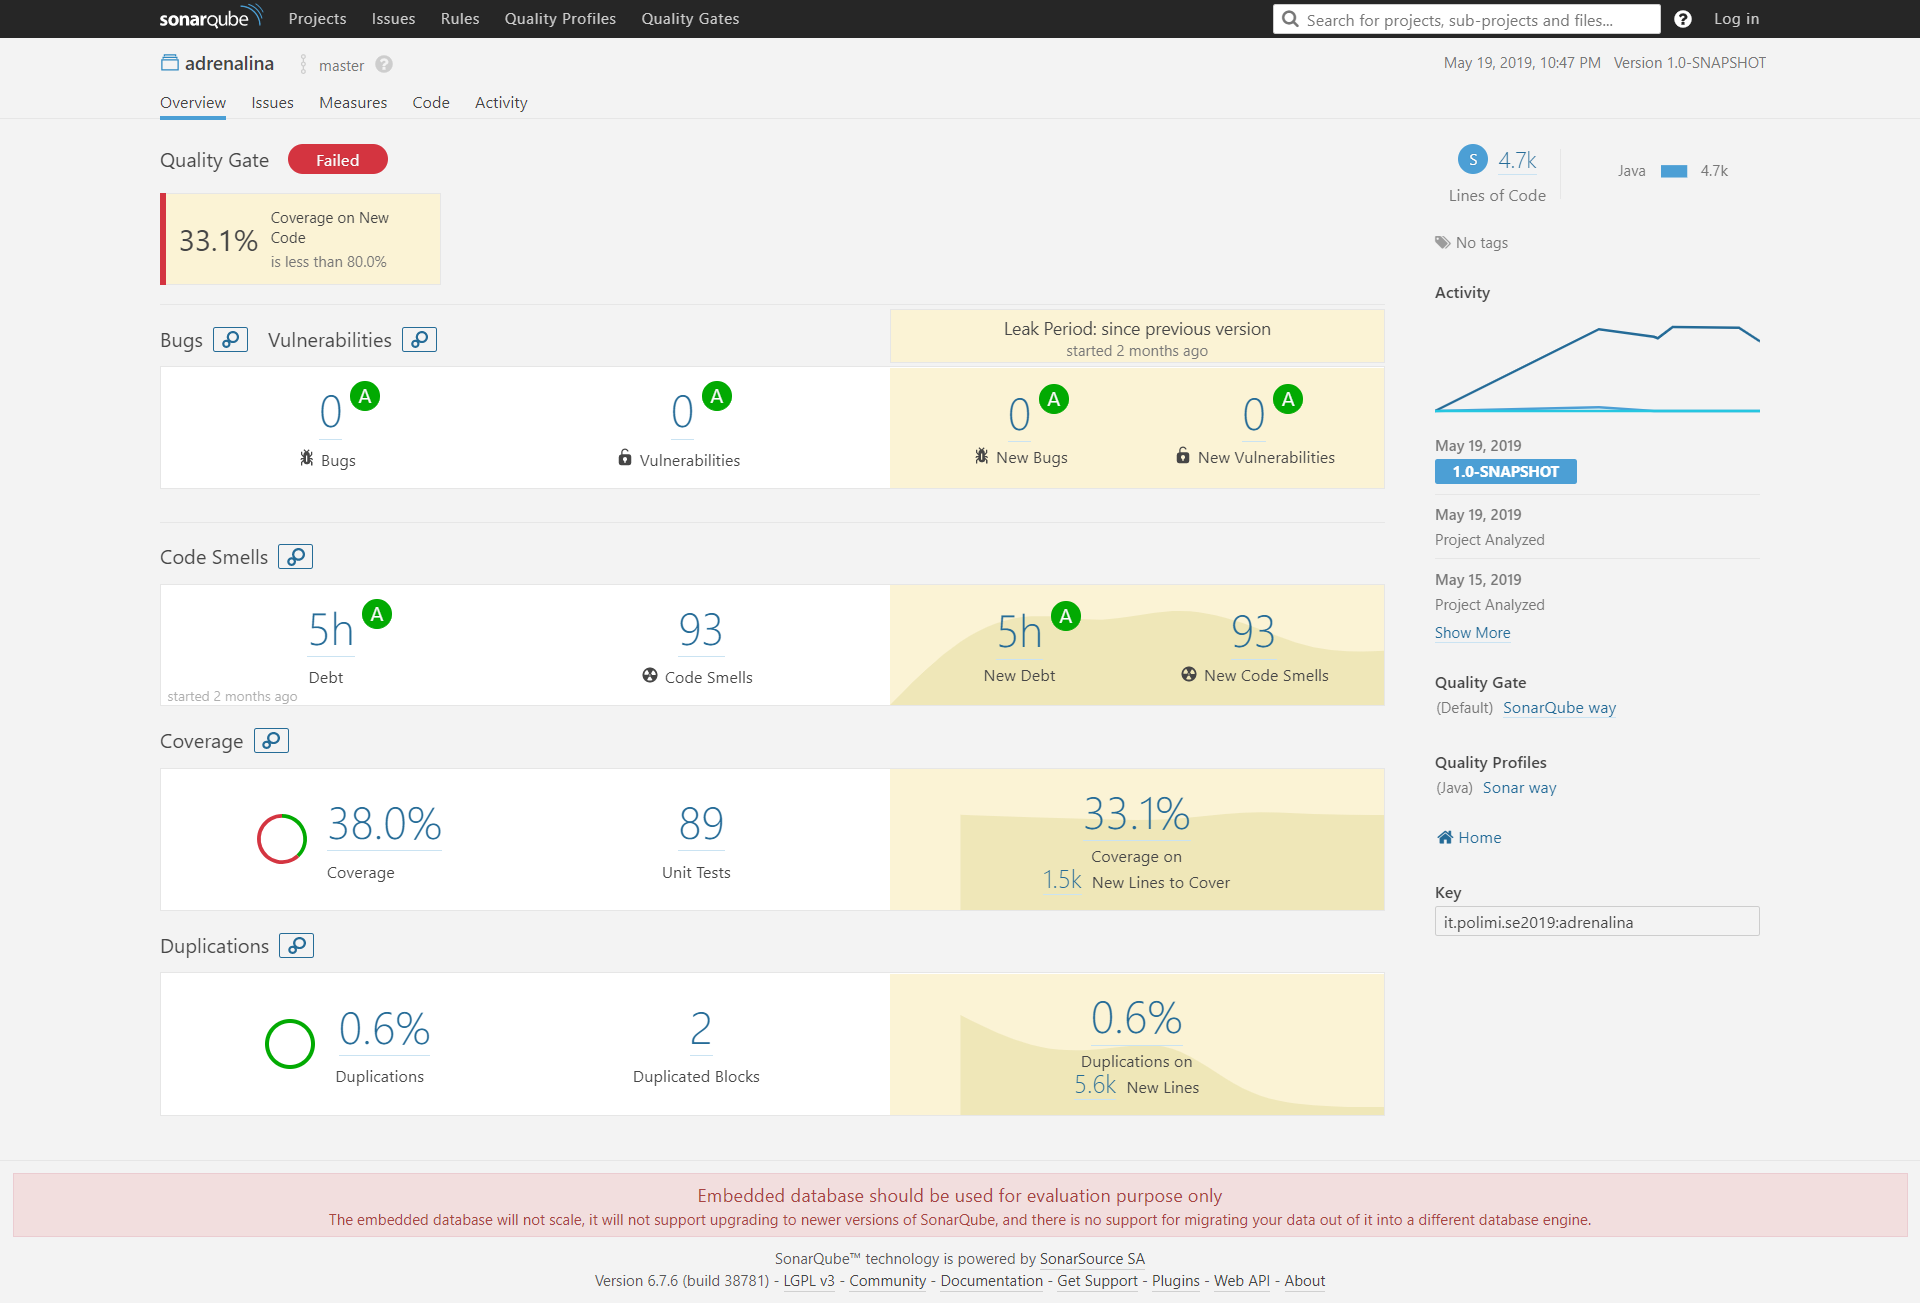 sonarqube Projects Issues Rules Quality Profiles Quality Gates Search for projects, sub-projects and files... Log in
adrenalina master May 19, 2019, 10:47 PM Version 1.0-SNAPSHOT
Overview Issues Measures Code Activity
Quality Gate Failed
33.1% Coverage on New
Code
is less than 80.0%
Bugs Vulnerabilities
Leak Period: since previous version
started 2 months ago
0 A
Bugs
0 A
Vulnerabilities
0 A
New Bugs
0 A
New Vulnerabilities
Code Smells
5h A
Debt
started 2 months ago
93
Code Smells
5h A
New Debt
93
New Code Smells
Coverage
38.0%
Coverage
89
Unit Tests
33.1%
Coverage on
1.5k New Lines to Cover
Duplications
0.6%
Duplications
2
Duplicated Blocks
0.6%
Duplications on
5.6k New Lines
S 4.7k
Lines of Code
Java 4.7k
No tags
Activity
May 19, 2019
1.0-SNAPSHOT
May 19, 2019
Project Analyzed
May 15, 2019
Project Analyzed
Show More
Quality Gate
(Default) SonarQube way
Quality Profiles
(Java) Sonar way
Home
Key
it.polimi.se2019:adrenalina
Embedded database should be used for evaluation purpose only
The embedded database will not scale, it will not support upgrading to newer versions of SonarQube, and there is no support for migrating your data out of it into a different database engine.
SonarQube™ technology is powered by SonarSource SA
Version 6.7.6 (build 38781) - LGPL v3 - Community - Documentation - Get Support - Plugins - Web API - About